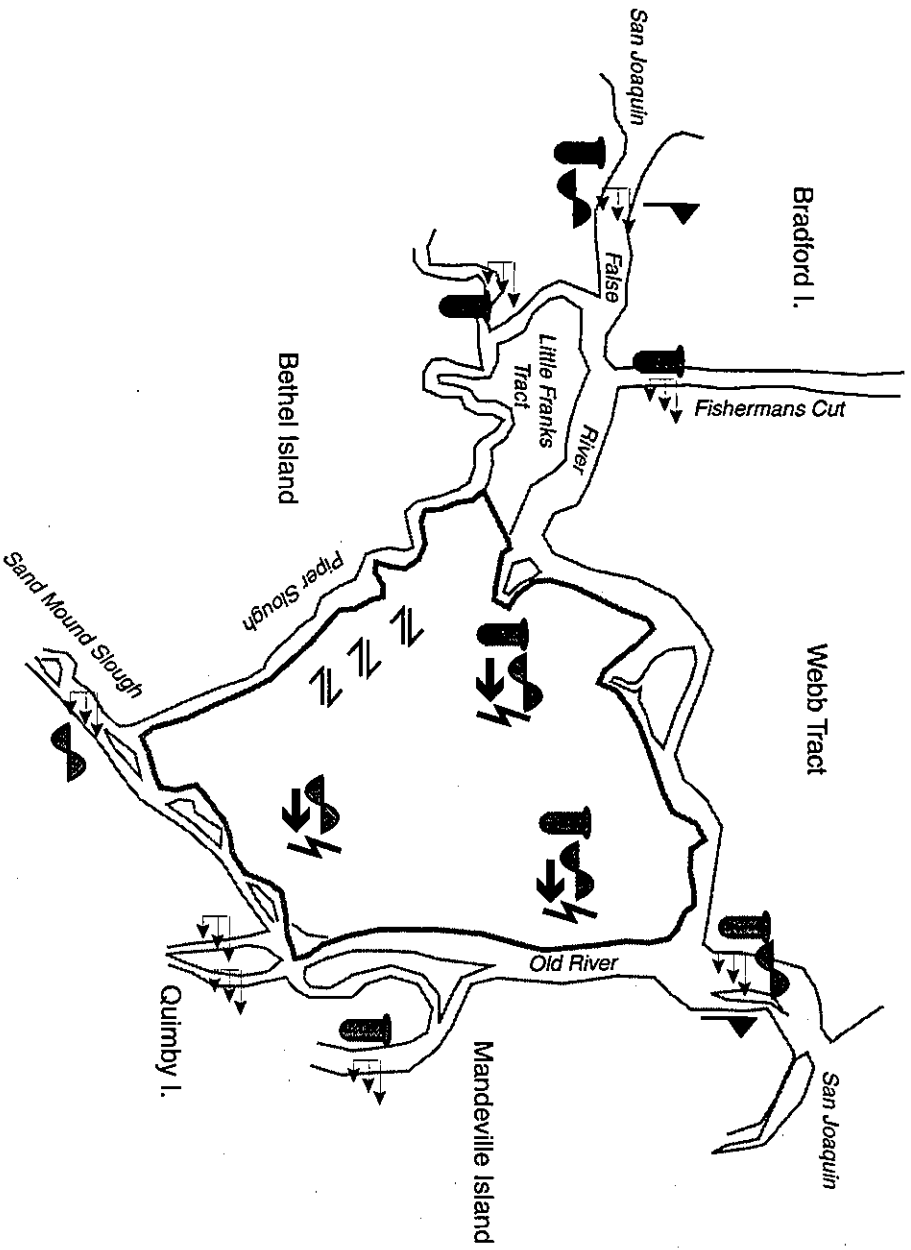 San Joaquin
Bradford I.
False
River
Fishermans Cut
Little Franks
Tract
Bethel Island
Piper Slough
Sand Mound Slough
Webb Tract
Old River
Quimby I.
Mandeville Island
San Joaquin